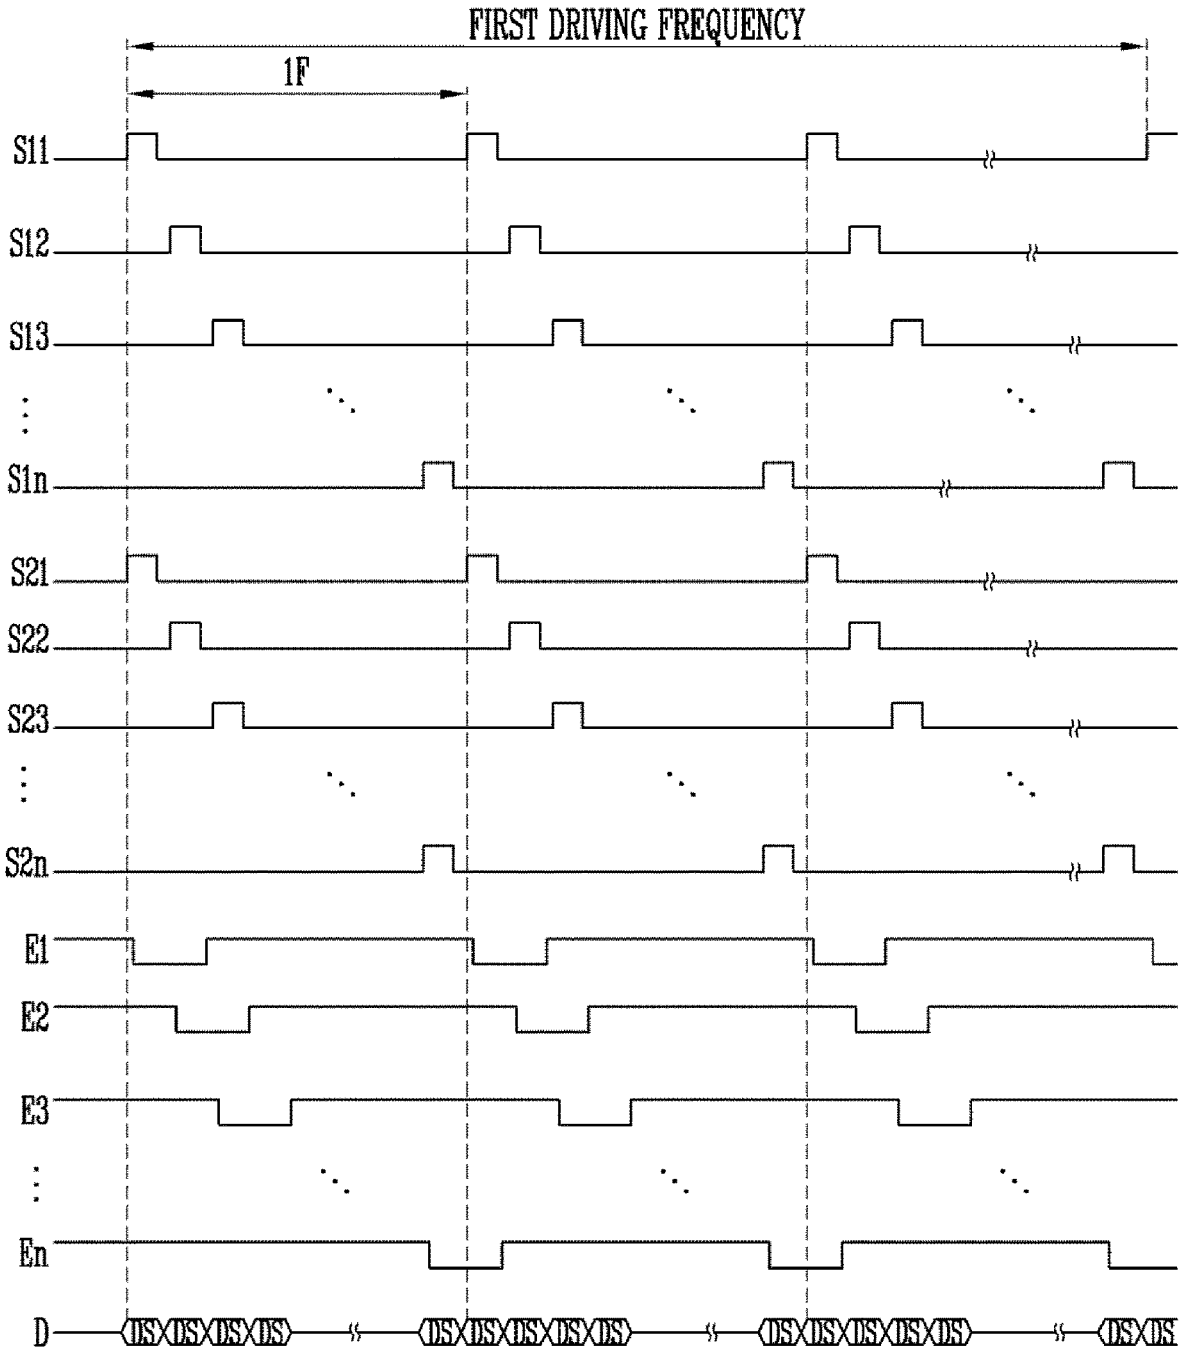 FIRST DRIVING FREQUENCY
1F
S11
S12
S13
S1n
S21
S22
S23
S2n
E1
E2
E3
En
D DS DS DS DS DS DS DS DS DS DS DS DS DS DS DS DS